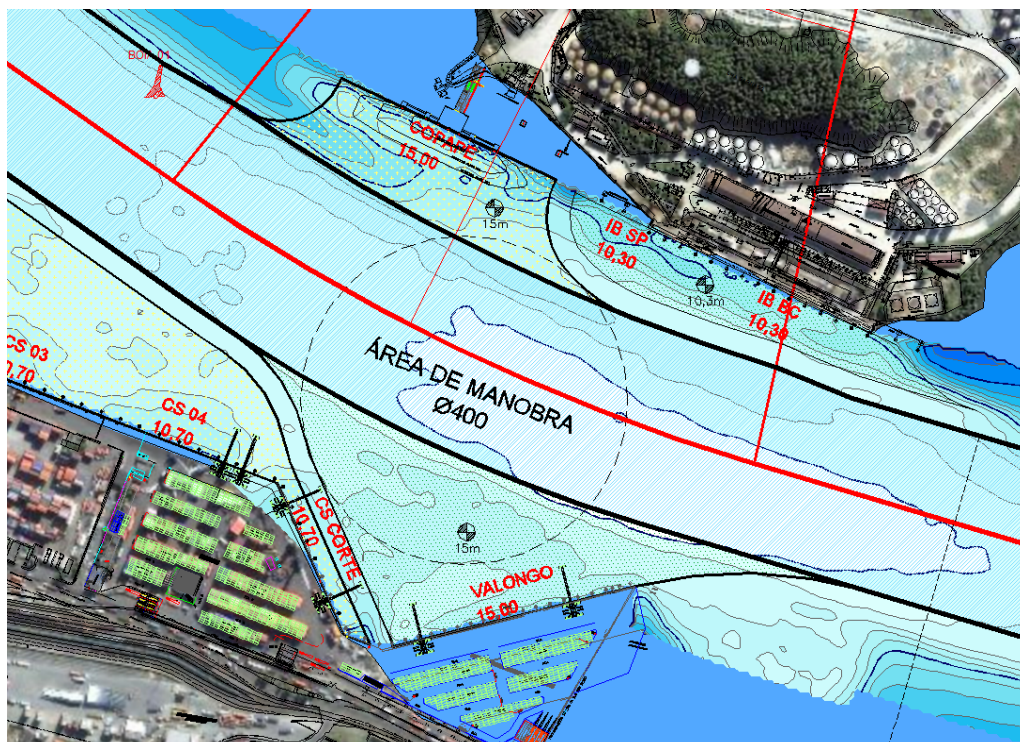 BOIA 01
COPAPE
15,00
15m
IB SP
10,30
10,3m
IB BC
10,30
ÁREA DE MANOBRA
Ø400
CS 03
10,70
CS 04
10,70
CS CORTE
10,70
15m
VALONGO
15,00